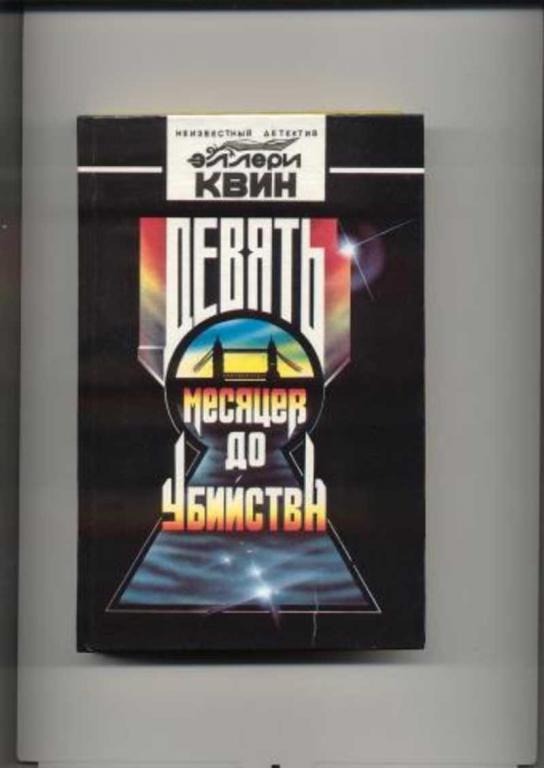 НЕИЗВЕСТНЫЙ ДЕТЕКТИВ
эллери
КВИН
ДЕВЯТЬ
месяцев
до
Убийства